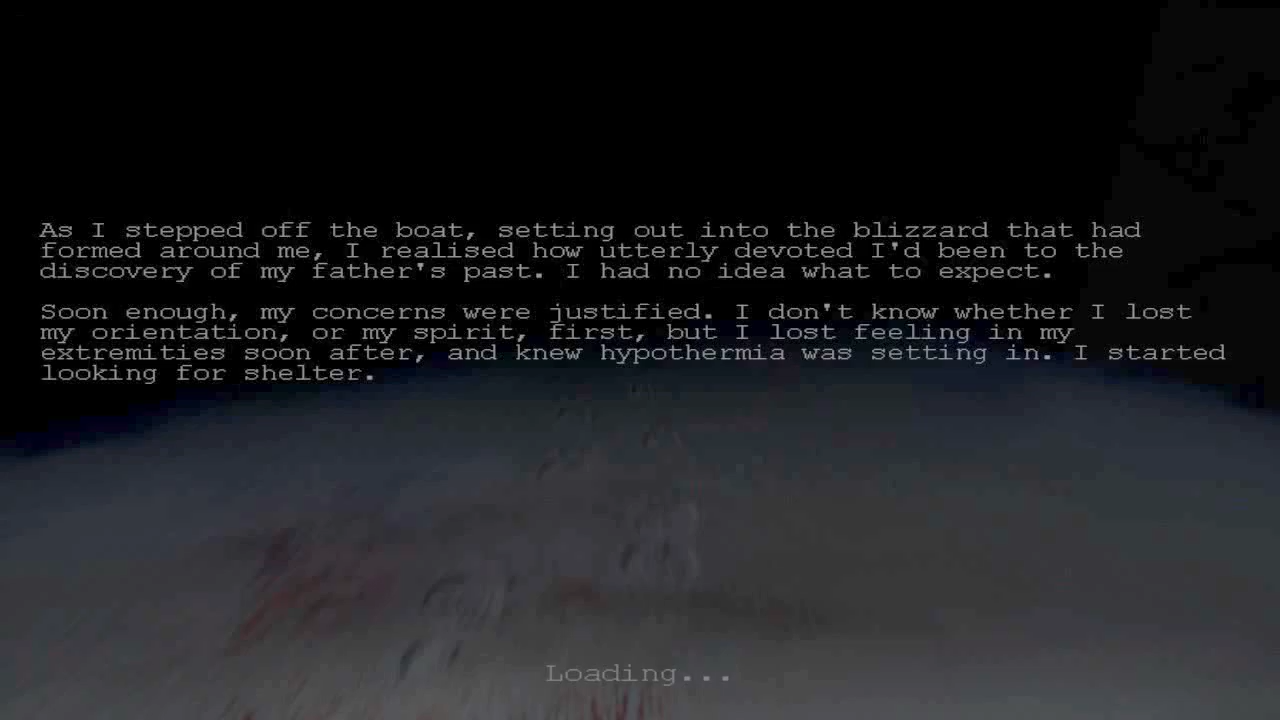 As I stepped off the boat, setting out into the blizzard that had
formed around me, I realised how utterly devoted I'd been to the
discovery of my father's past. I had no idea what to expect.
Soon enough, my concerns were justified. I don't know whether I lost
my orientation, or my spirit, first, but I lost feeling in my
extremities soon after, and knew hypothermia was setting in. I started
looking for shelter.
Loading...